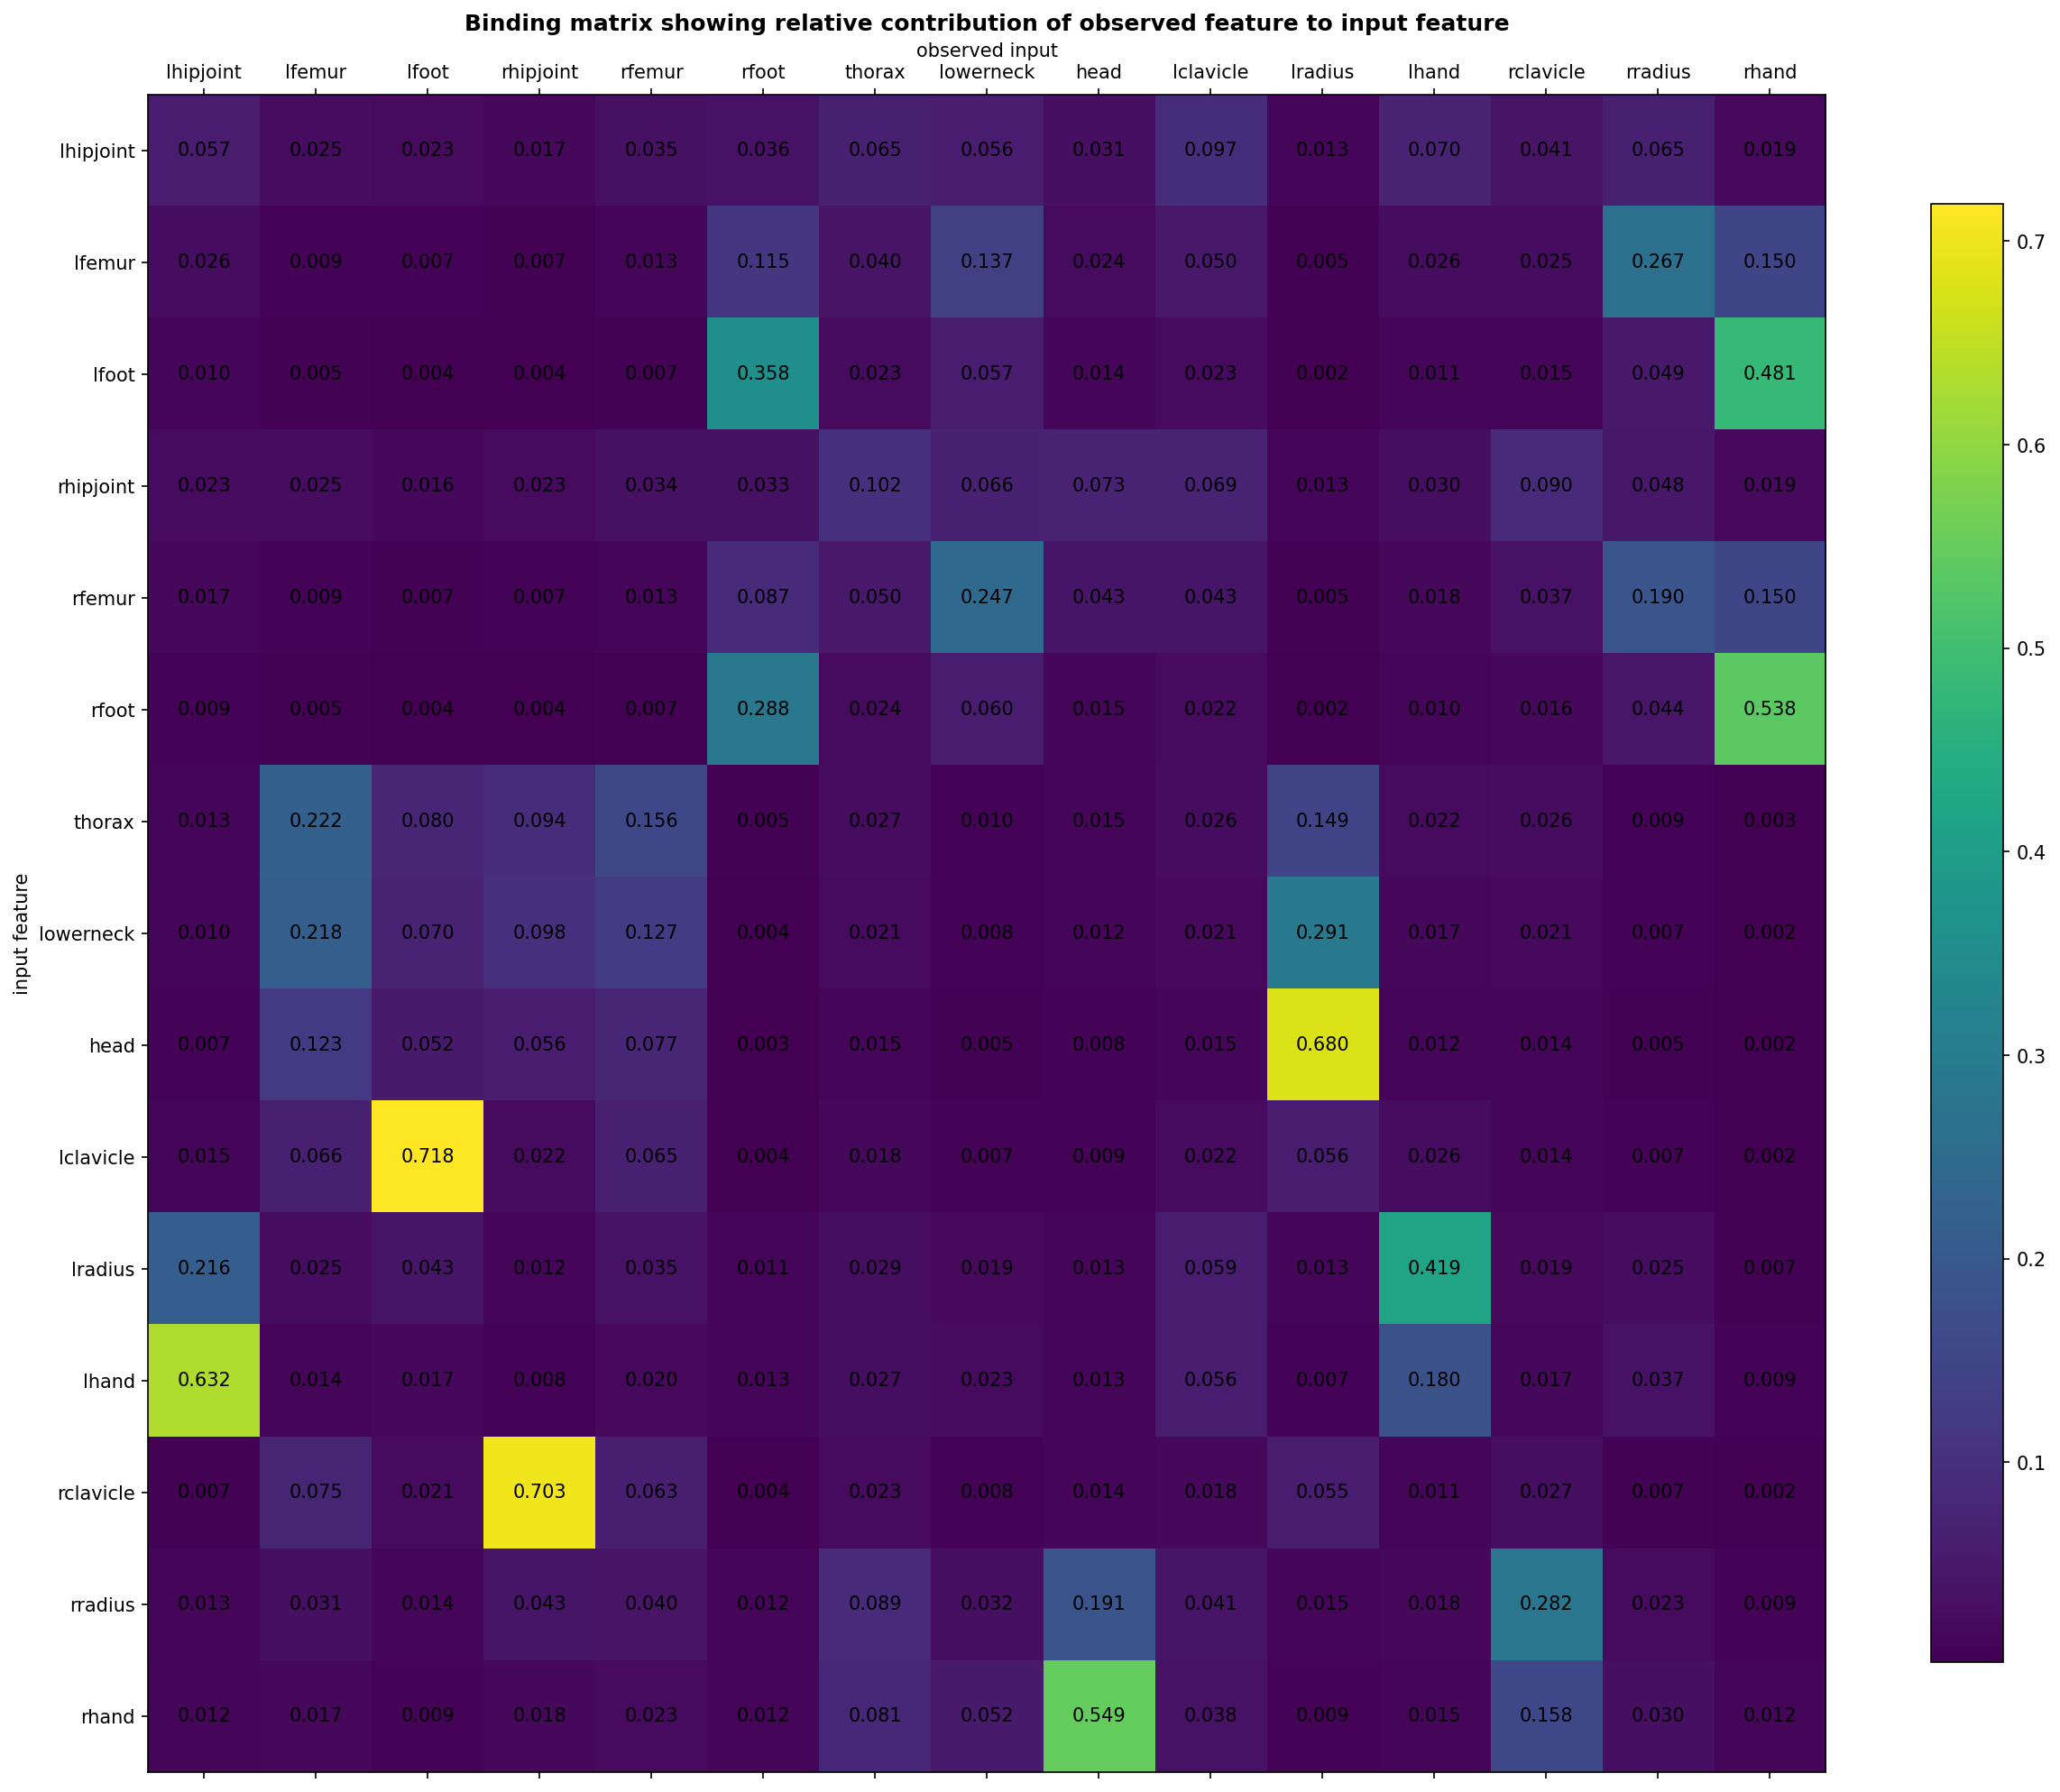 Binding matrix showing relative contribution of observed feature to input feature
observed input
lhipjoint lfemur lfoot rhipjoint rfemur rfoot thorax lowerneck head lclavicle lradius lhand rclavicle rradius rhand
lhipjoint 0.057 0.025 0.023 0.017 0.035 0.036 0.065 0.056 0.031 0.097 0.013 0.070 0.041 0.065 0.019
lfemur 0.026 0.009 0.007 0.007 0.013 0.115 0.040 0.137 0.024 0.050 0.005 0.026 0.025 0.267 0.150
lfoot 0.010 0.005 0.004 0.004 0.007 0.358 0.023 0.057 0.014 0.023 0.002 0.011 0.015 0.049 0.481
rhipjoint 0.023 0.025 0.016 0.023 0.034 0.033 0.102 0.066 0.073 0.069 0.013 0.030 0.090 0.048 0.019
rfemur 0.017 0.009 0.007 0.007 0.013 0.087 0.050 0.247 0.043 0.043 0.005 0.018 0.037 0.190 0.150
rfoot 0.009 0.005 0.004 0.004 0.007 0.288 0.024 0.060 0.015 0.022 0.002 0.010 0.016 0.044 0.538
thorax 0.013 0.222 0.080 0.094 0.156 0.005 0.027 0.010 0.015 0.026 0.149 0.022 0.026 0.009 0.003
lowerneck 0.010 0.218 0.070 0.098 0.127 0.004 0.021 0.008 0.012 0.021 0.291 0.017 0.021 0.007 0.002
head 0.007 0.123 0.052 0.056 0.077 0.003 0.015 0.005 0.008 0.015 0.680 0.012 0.014 0.005 0.002
lclavicle 0.015 0.066 0.718 0.022 0.065 0.004 0.018 0.007 0.009 0.022 0.056 0.026 0.014 0.007 0.002
lradius 0.216 0.025 0.043 0.012 0.035 0.011 0.029 0.019 0.013 0.059 0.013 0.419 0.019 0.025 0.007
lhand 0.632 0.014 0.017 0.008 0.020 0.013 0.027 0.023 0.013 0.056 0.007 0.180 0.017 0.037 0.009
rclavicle 0.007 0.075 0.021 0.703 0.063 0.004 0.023 0.008 0.014 0.018 0.055 0.011 0.027 0.007 0.002
rradius 0.013 0.031 0.014 0.043 0.040 0.012 0.089 0.032 0.191 0.041 0.015 0.018 0.282 0.023 0.009
rhand 0.012 0.017 0.009 0.018 0.023 0.012 0.081 0.052 0.549 0.038 0.009 0.015 0.158 0.030 0.012
input feature
0.7
0.6
0.5
0.4
0.3
0.2
0.1